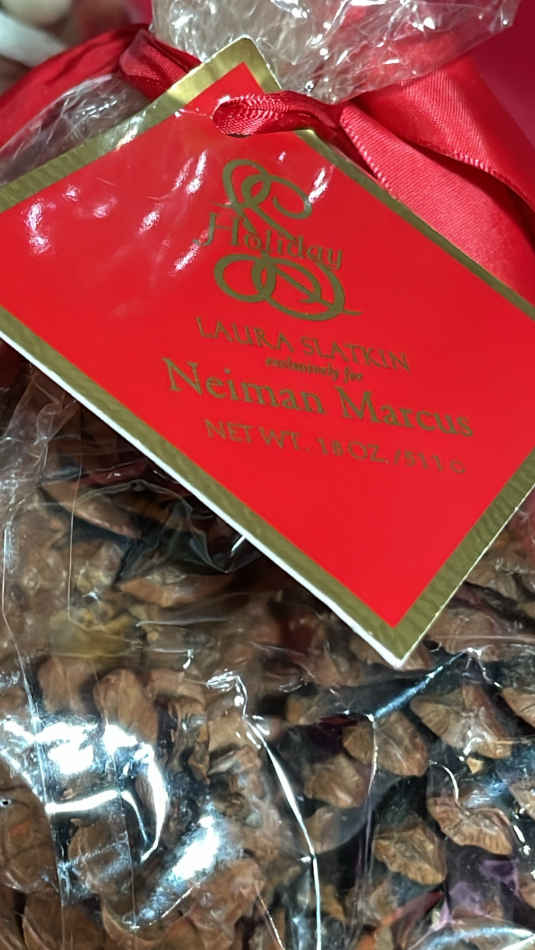 Holiday
LAURA SLATKIN
exclusively for
Neiman Marcus
NET WT. 18 OZ. /